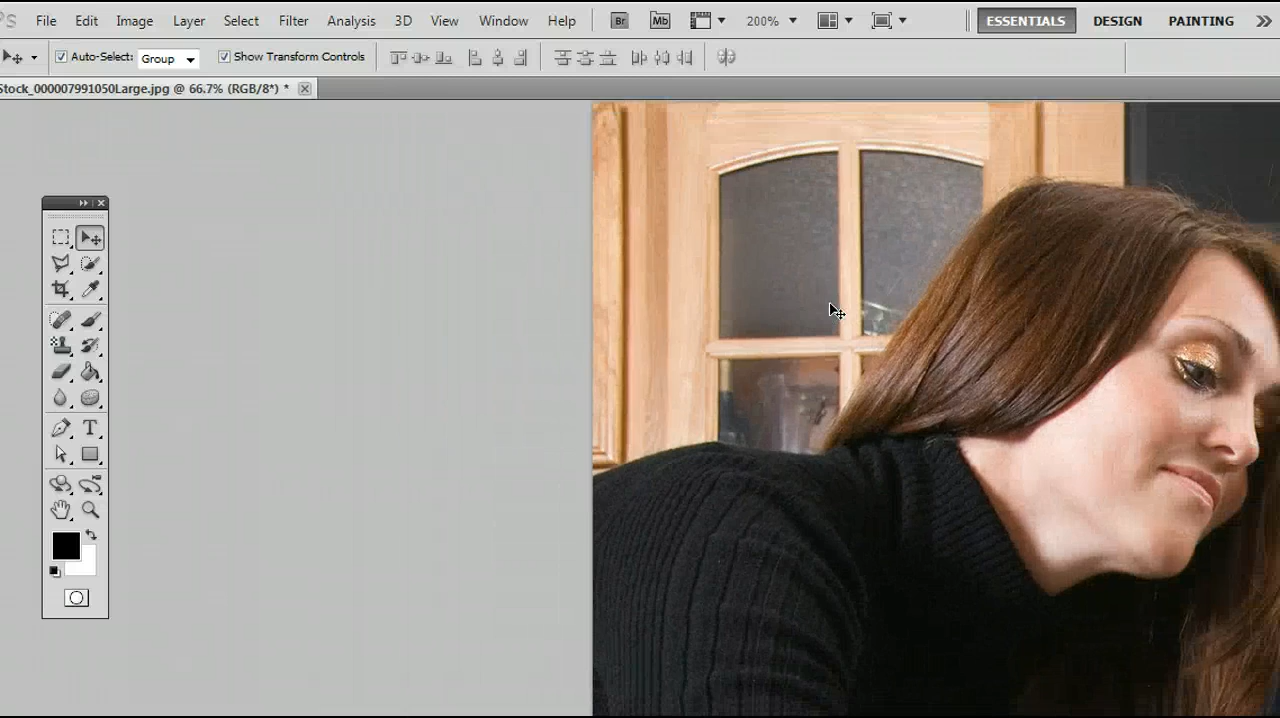 File Edit Image Layer Select Filter Analysis 3D View Window Help Br Mb 200% ESSENTIALS DESIGN PAINTING
Auto-Select: Group Show Transform Controls
Stock_000007991050Large.jpg @ 66.7% (RGB/8*) *
T